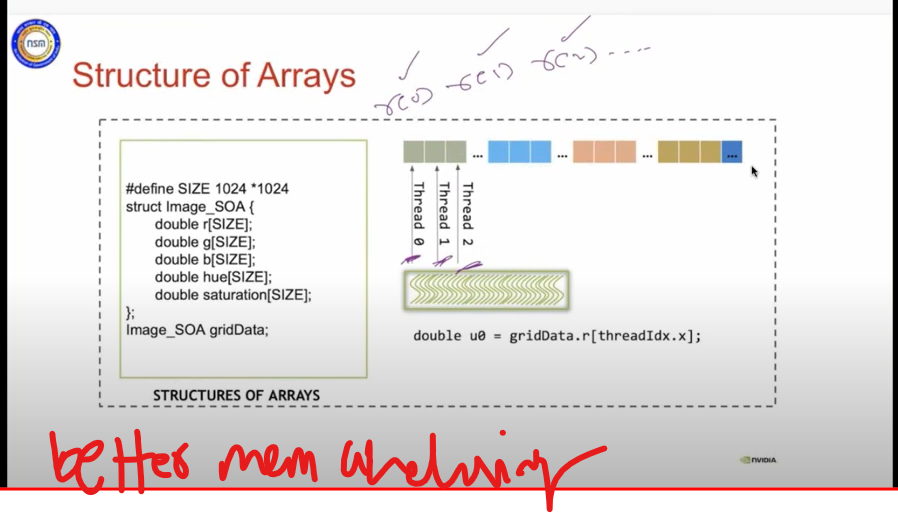 nsm
r(0) r(1) r(2) ....
Structure of Arrays
#define SIZE 1024 *1024
struct Image_SOA {
double r[SIZE];
double g[SIZE];
double b[SIZE];
double hue[SIZE];
double saturation[SIZE];
};
Image_SOA gridData;
STRUCTURES OF ARRAYS
... ... ... ...
Thread 0
Thread 1
Thread 2
double u0 = gridData.r[threadIdx.x];
better mem
NVIDIA